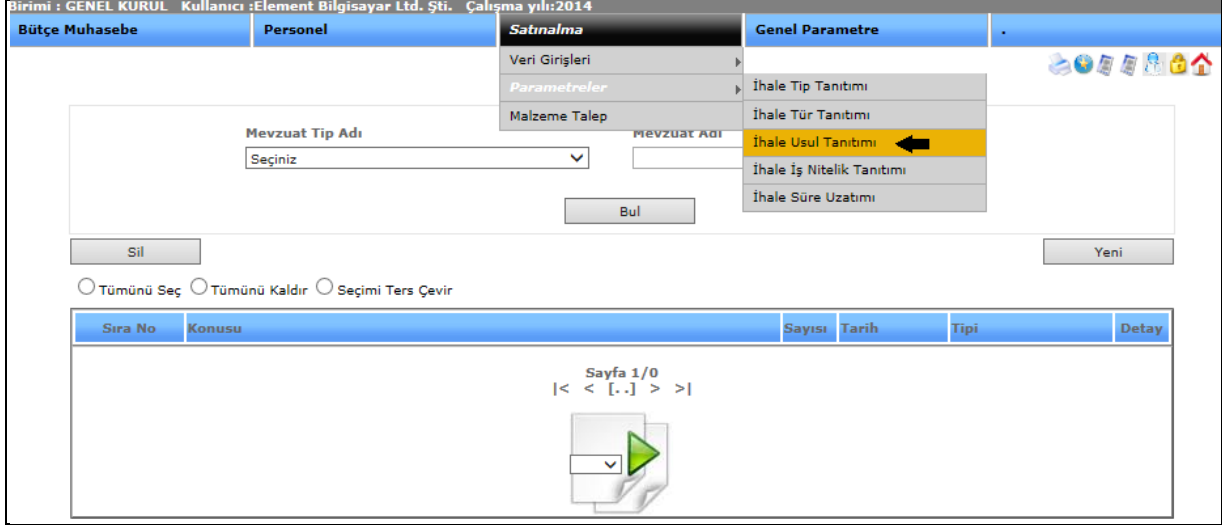 Birimi : GENEL KURUL Kullanıcı :Element Bilgisayar Ltd. Şti. Çalışma yılı:2014
Bütçe Muhasebe Personel Satınalma Genel Parametre .
Veri Girişleri
Parametreler
Malzeme Talep
İhale Tip Tanıtımı
İhale Tür Tanıtımı
İhale Usul Tanıtımı
İhale İş Nitelik Tanıtımı
İhale Süre Uzatımı
Mevzuat Tip Adı Mevzuat Adı
Seçiniz
Bul
Sil Yeni
Tümünü Seç Tümünü Kaldır Seçimi Ters Çevir
Sıra No Konusu Sayısı Tarih Tipi Detay
Sayfa 1/0
|< < [..] > >|